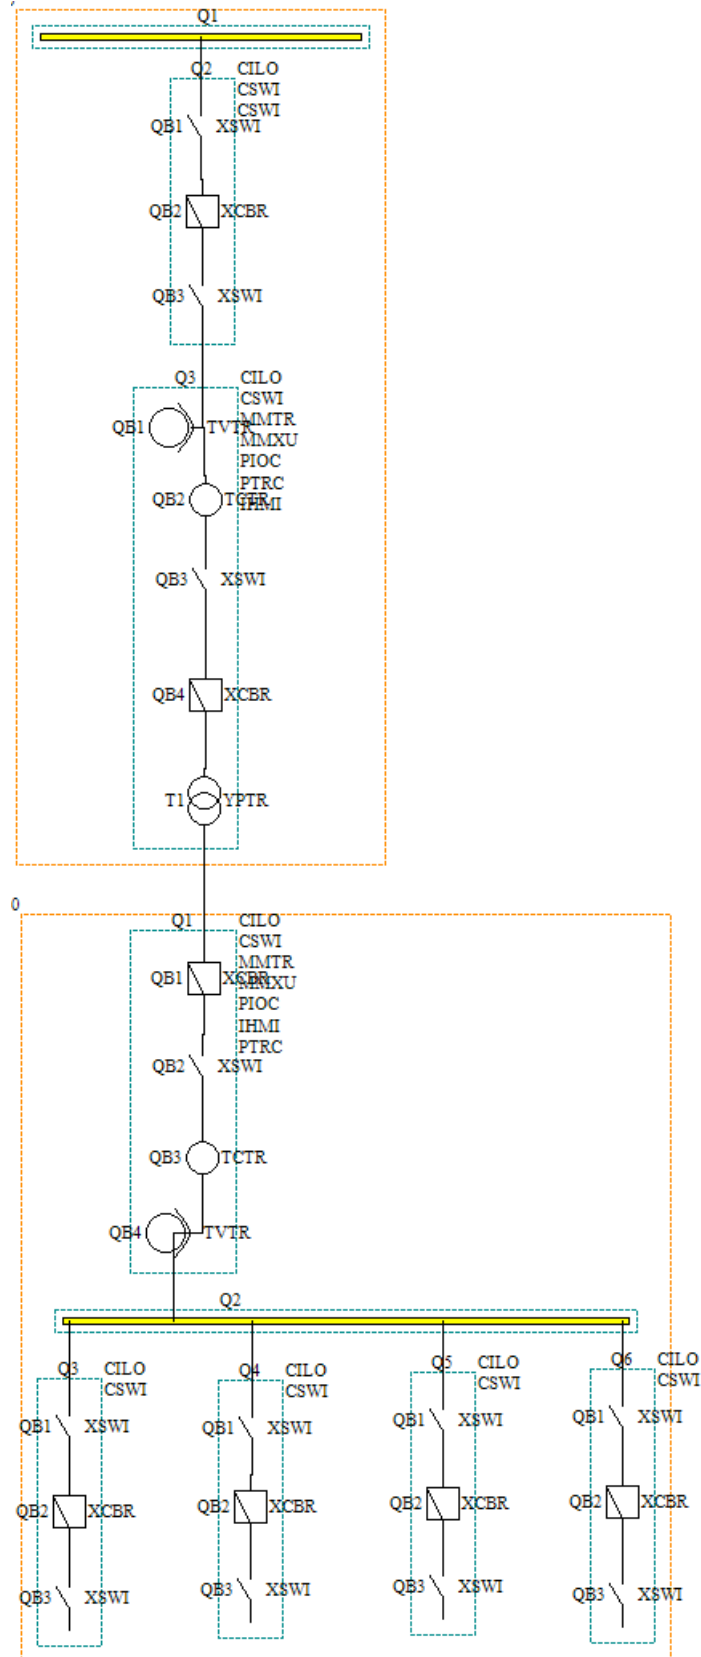 Q1
Q2 CILO
CSWI
CSWI
QB1 XSWI
QB2 XCBR
QB3 XSWI
Q3 CILO
CSWI
QB1 TVTR MMTR
MMXU
PIOC
PTRC
QB2 TCTR IHMI
QB3 XSWI
QB4 XCBR
T1 YPTR
0
Q1 CILO
CSWI
MMTR
QB1 XCBR MMXU
PIOC
IHMI
PTRC
QB2 XSWI
QB3 TCTR
QB4 TVTR
Q2
Q3 CILO Q4 CILO Q5 CILO Q6 CILO
CSWI CSWI CSWI CSWI
QB1 XSWI QB1 XSWI QB1 XSWI QB1 XSWI
QB2 XCBR QB2 XCBR QB2 XCBR QB2 XCBR
QB3 XSWI QB3 XSWI QB3 XSWI QB3 XSWI